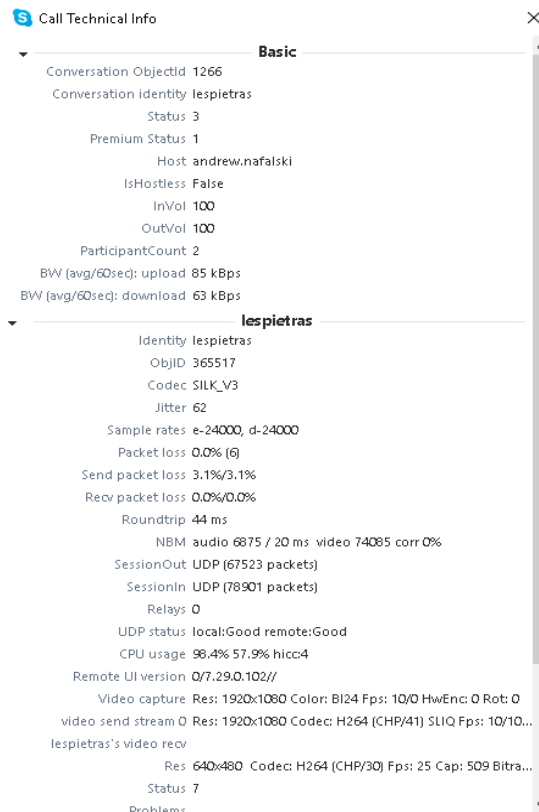 Call Technical Info
Basic
Conversation ObjectId 1266
Conversation identity lespietras
Status 3
Premium Status 1
Host andrew.nafalski
IsHostless False
InVol 100
OutVol 100
ParticipantCount 2
BW (avg/60sec): upload 85 kBps
BW (avg/60sec): download 63 kBps
lespietras
Identity lespietras
ObjID 365517
Codec SILK_V3
Jitter 62
Sample rates e-24000, d-24000
Packet loss 0.0% (6)
Send packet loss 3.1%/3.1%
Recv packet loss 0.0%/0.0%
Roundtrip 44 ms
NBM audio 6875 / 20 ms video 74085 corr 0%
SessionOut UDP (67523 packets)
SessionIn UDP (78901 packets)
Relays 0
UDP status local:Good remote:Good
CPU usage 98.4% 57.9% hicc:4
Remote UI version 0/7.29.0.102//
Video capture Res: 1920x1080 Color: BI24 Fps: 10/0 HwEnc: 0 Rot: 0
video send stream 0 Res: 1920x1080 Codec: H264 (CHP/41) SLIQ Fps: 10/10...
lespietras's video recv
Res 640x480 Codec: H264 (CHP/30) Fps: 25 Cap: 509 Bitra...
Status 7
Problems